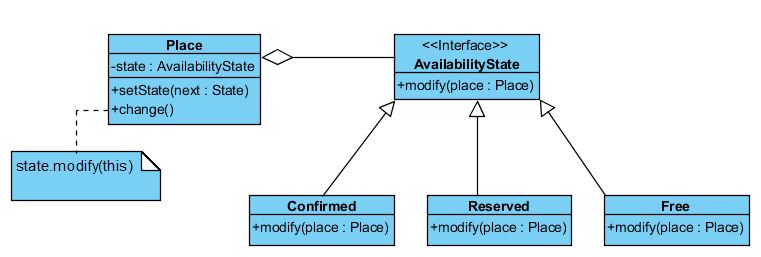 Place
-state : AvailabilityState
+setState(next : State)
+change()
<<Interface>>
AvailabilityState
+modify(place : Place)
state.modify(this)
Confirmed
+modify(place : Place)
Reserved
+modify(place : Place)
Free
+modify(place : Place)